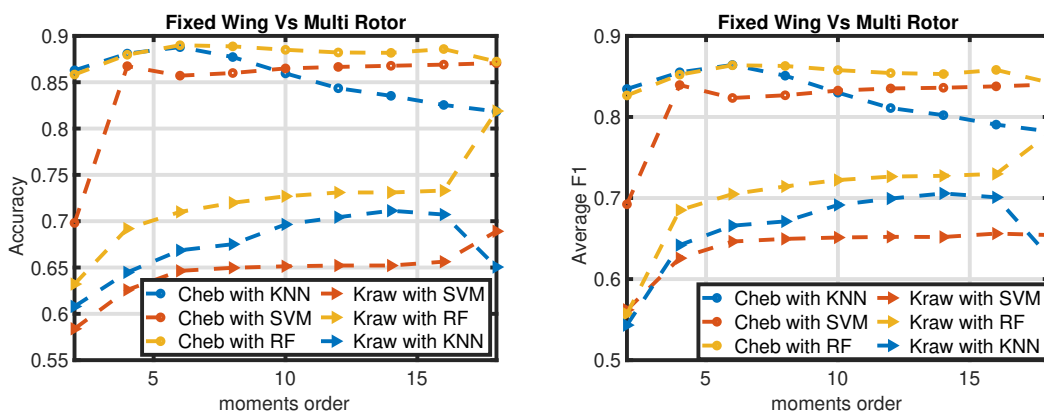 Fixed Wing Vs Multi Rotor
0.9
0.85
0.8
0.75
0.7
0.65
0.6
0.55
Accuracy
Cheb with KNN
Cheb with SVM
Cheb with RF
Kraw with SVM
Kraw with RF
Kraw with KNN
5 10 15
moments order
Fixed Wing Vs Multi Rotor
0.9
0.8
0.7
0.6
0.5
Average F1
Cheb with KNN
Cheb with SVM
Cheb with RF
Kraw with SVM
Kraw with RF
Kraw with KNN
5 10 15
moments order